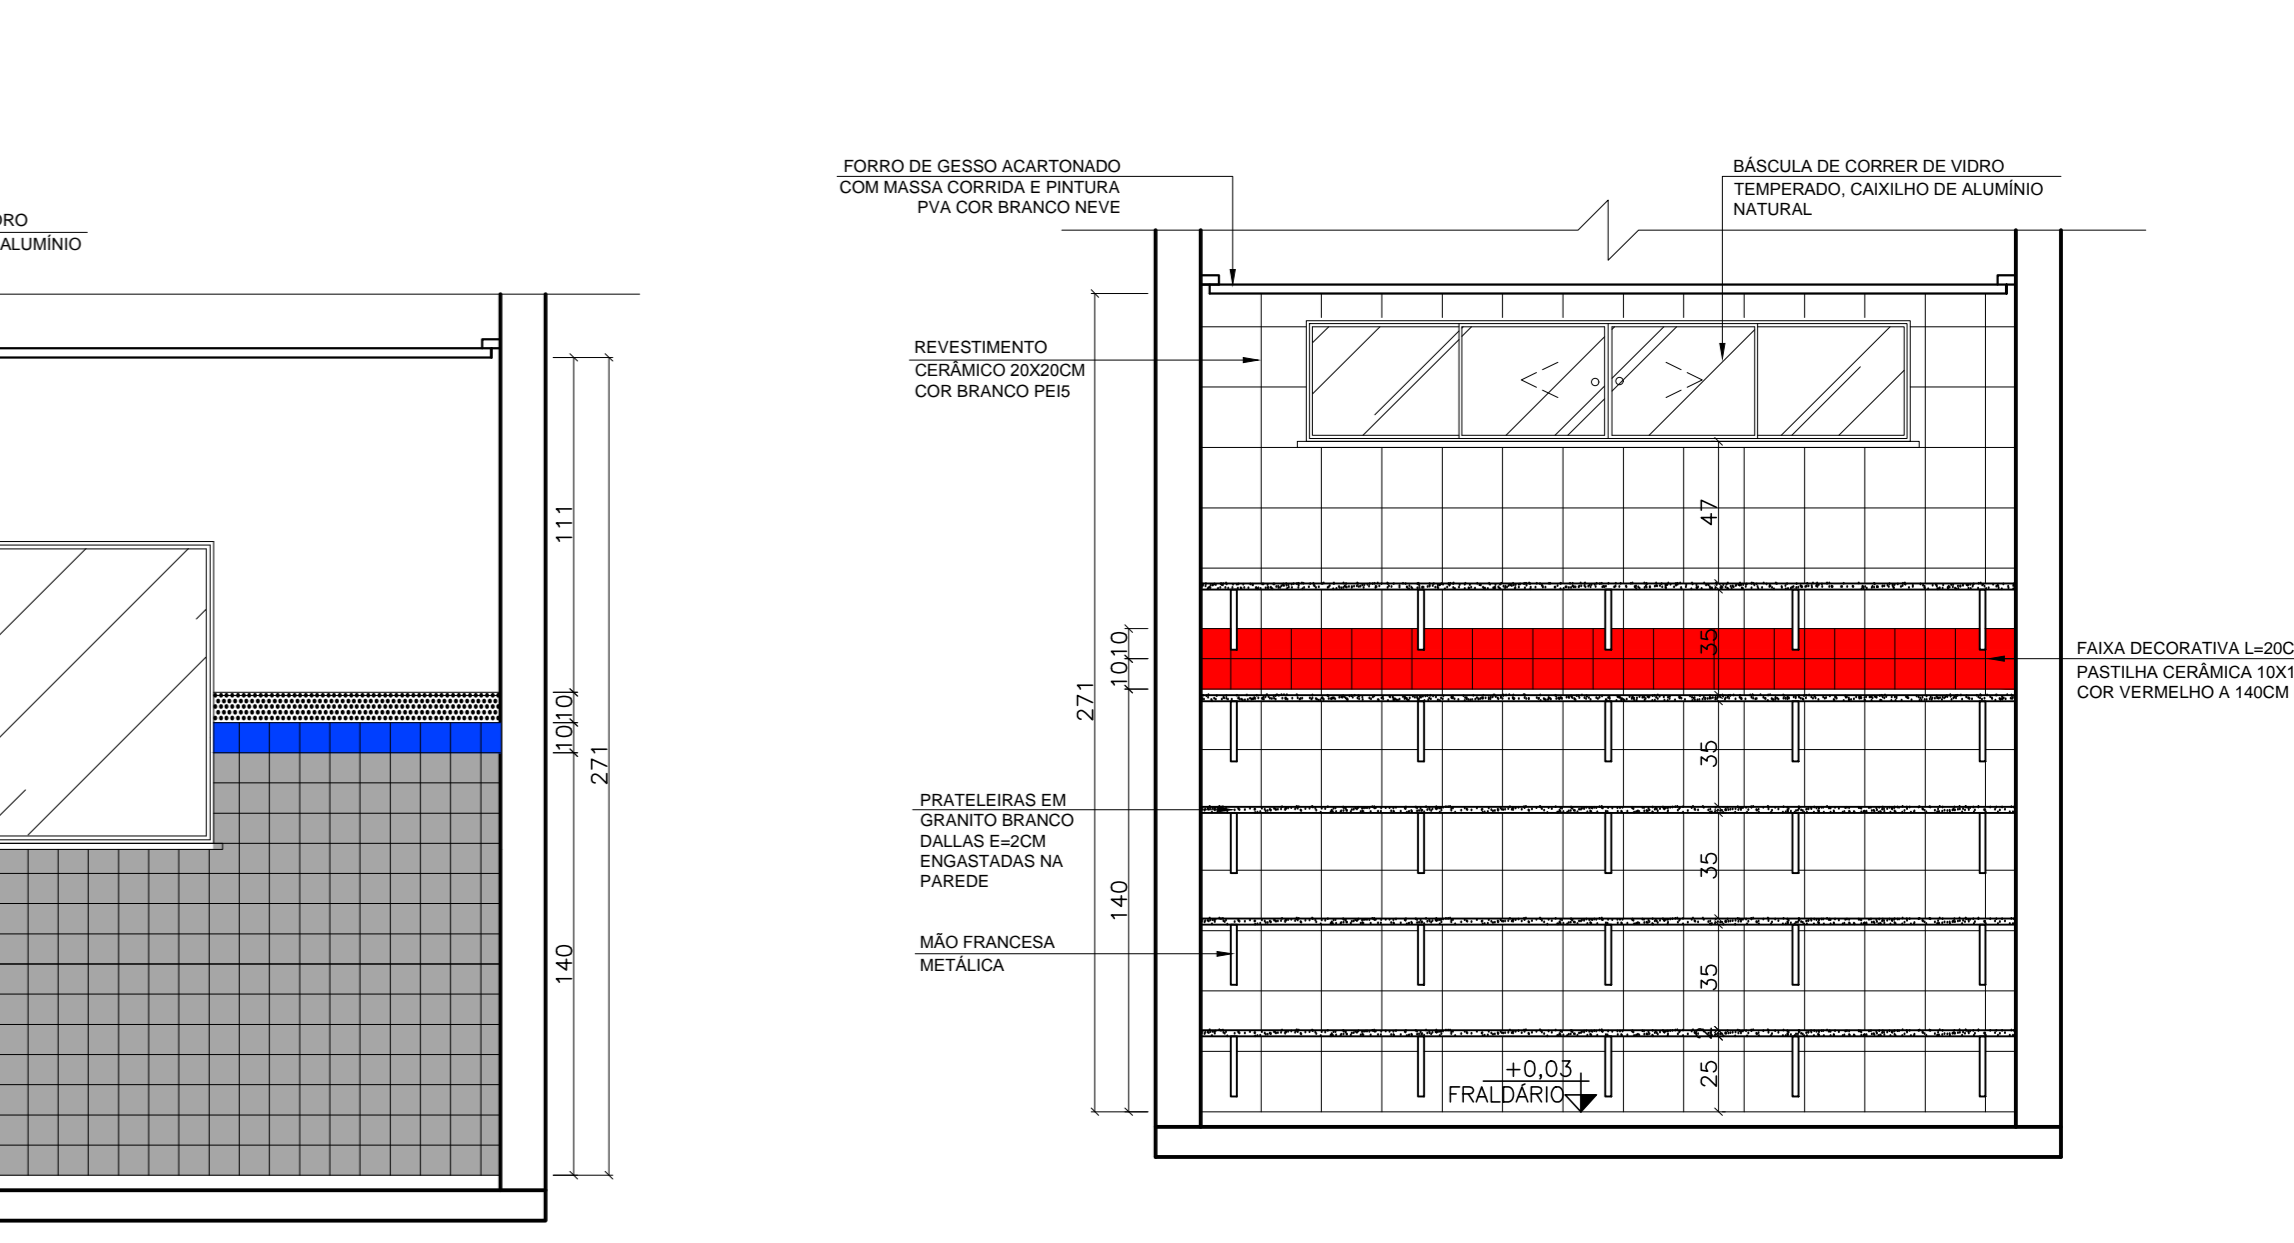 ALUMÍNIO
111
10
10
271
140
FORRO DE GESSO ACARTONADO
COM MASSA CORRIDA E PINTURA
PVA COR BRANCO NEVE
BÁSCULA DE CORRER DE VIDRO
TEMPERADO, CAIXILHO DE ALUMÍNIO
NATURAL
REVESTIMENTO
CERÂMICO 20X20CM
COR BRANCO PEI5
47
10
10
271
35
FAIXA DECORATIVA L=20C
PASTILHA CERÂMICA 10X1
COR VERMELHO A 140CM
35
PRATELEIRAS EM
GRANITO BRANCO
DALLAS E=2CM
ENGASTADAS NA
PAREDE
35
140
MÃO FRANCESA
METÁLICA
35
2
25
+0,03
FRALDÁRIO